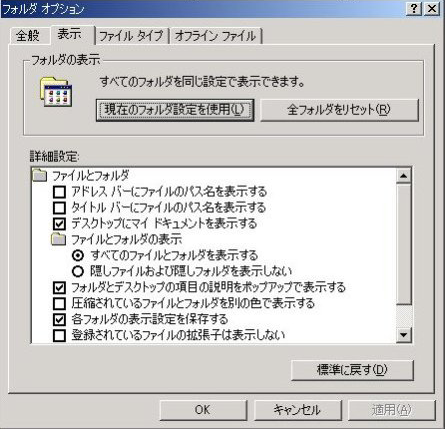 フォルダ オプション
全般 表示 ファイル タイプ オフライン ファイル
フォルダの表示
すべてのフォルダを同じ設定で表示できます。
現在のフォルダ設定を使用(L) 全フォルダをリセット(R)
詳細設定:
ファイルとフォルダ
アドレス バーにファイルのパス名を表示する
タイトル バーにファイルのパス名を表示する
デスクトップにマイ ドキュメントを表示する
ファイルとフォルダの表示
すべてのファイルとフォルダを表示する
隠しファイルおよび隠しフォルダを表示しない
フォルダとデスクトップの項目の説明をポップアップで表示する
圧縮されているファイルとフォルダを別の色で表示する
各フォルダの表示設定を保存する
登録されているファイルの拡張子は表示しない
標準に戻す(D)
OK キャンセル 適用(A)